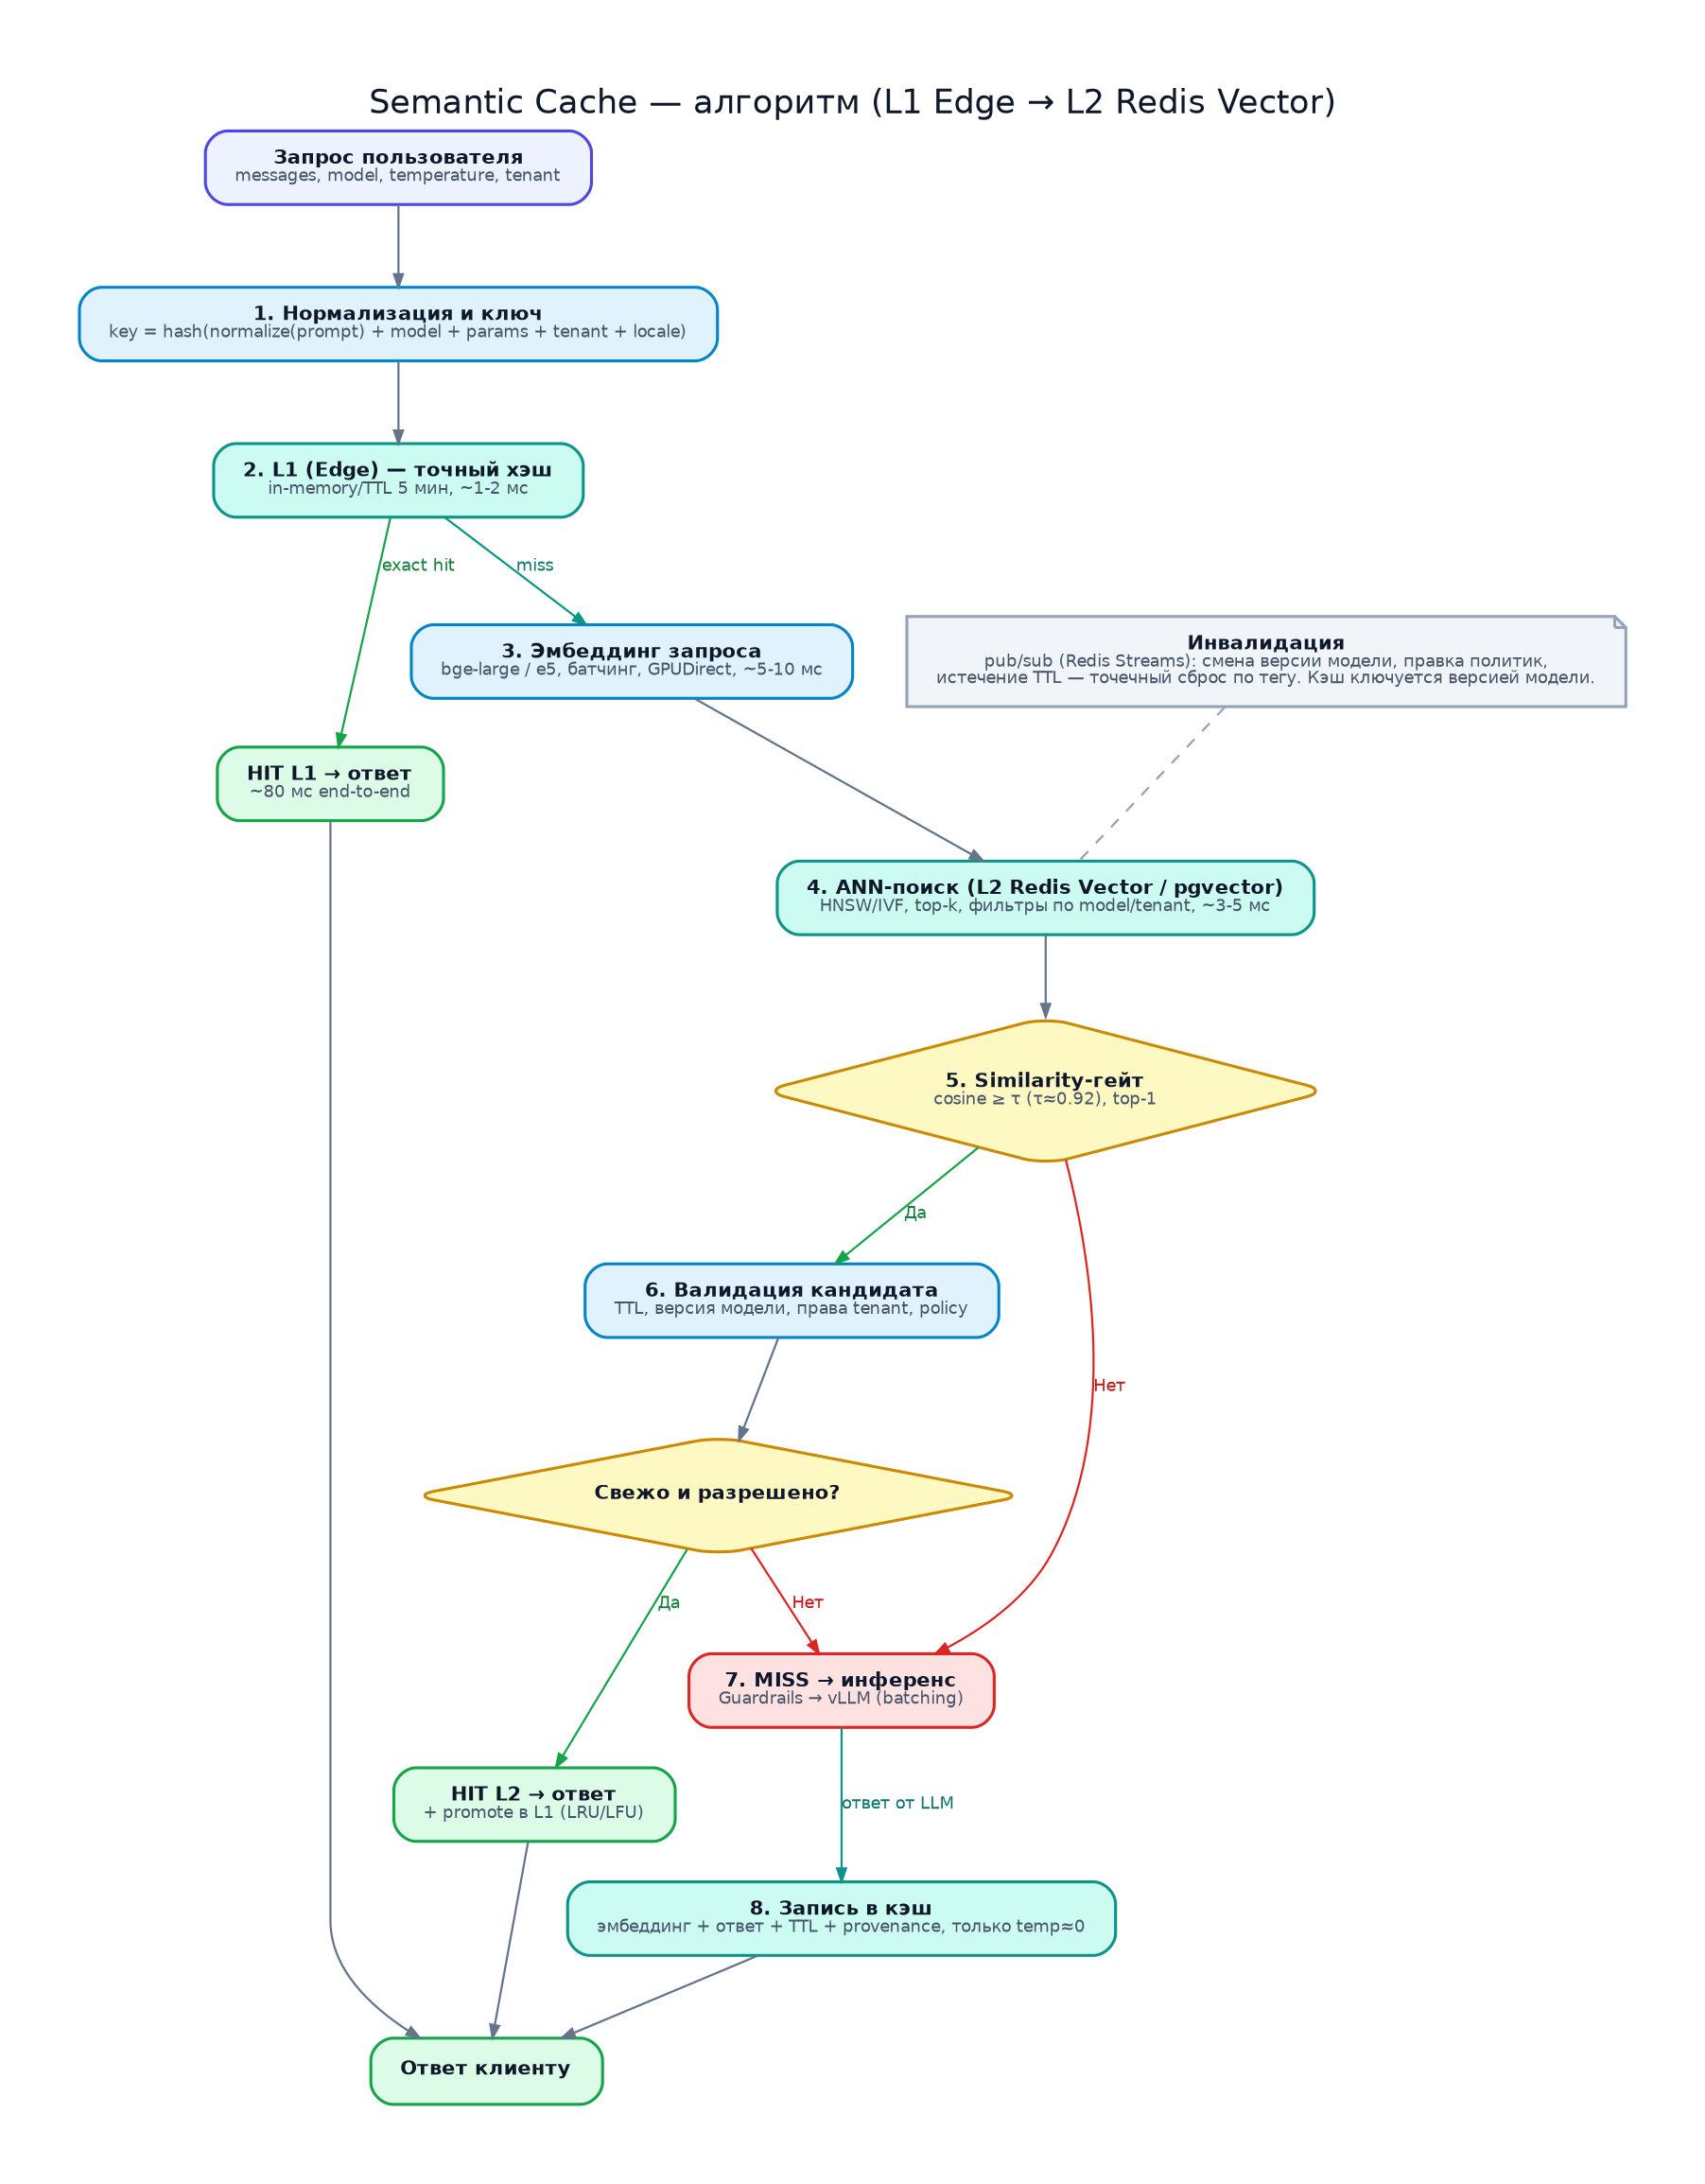 Semantic Cache — алгоритм (L1 Edge → L2 Redis Vector)
Запрос пользователя
messages, model, temperature, tenant
1. Нормализация и ключ
key = hash(normalize(prompt) + model + params + tenant + locale)
2. L1 (Edge) — точный хэш
in-memory/TTL 5 мин, ~1-2 мс
exact hit
miss
3. Эмбеддинг запроса
bge-large / e5, батчинг, GPUDirect, ~5-10 мс
Инвалидация
pub/sub (Redis Streams): смена версии модели, правка политик,
истечение TTL — точечный сброс по тегу. Кэш ключуется версией модели.
HIT L1 → ответ
~80 мс end-to-end
4. ANN-поиск (L2 Redis Vector / pgvector)
HNSW/IVF, top-k, фильтры по model/tenant, ~3-5 мс
5. Similarity-гейт
cosine ≥ τ (τ≈0.92), top-1
Да
6. Валидация кандидата
TTL, версия модели, права tenant, policy
Нет
Свежо и разрешено?
Да
Нет
7. MISS → инференс
Guardrails → vLLM (batching)
HIT L2 → ответ
+ promote в L1 (LRU/LFU)
ответ от LLM
8. Запись в кэш
эмбеддинг + ответ + TTL + provenance, только temp≈0
Ответ клиенту